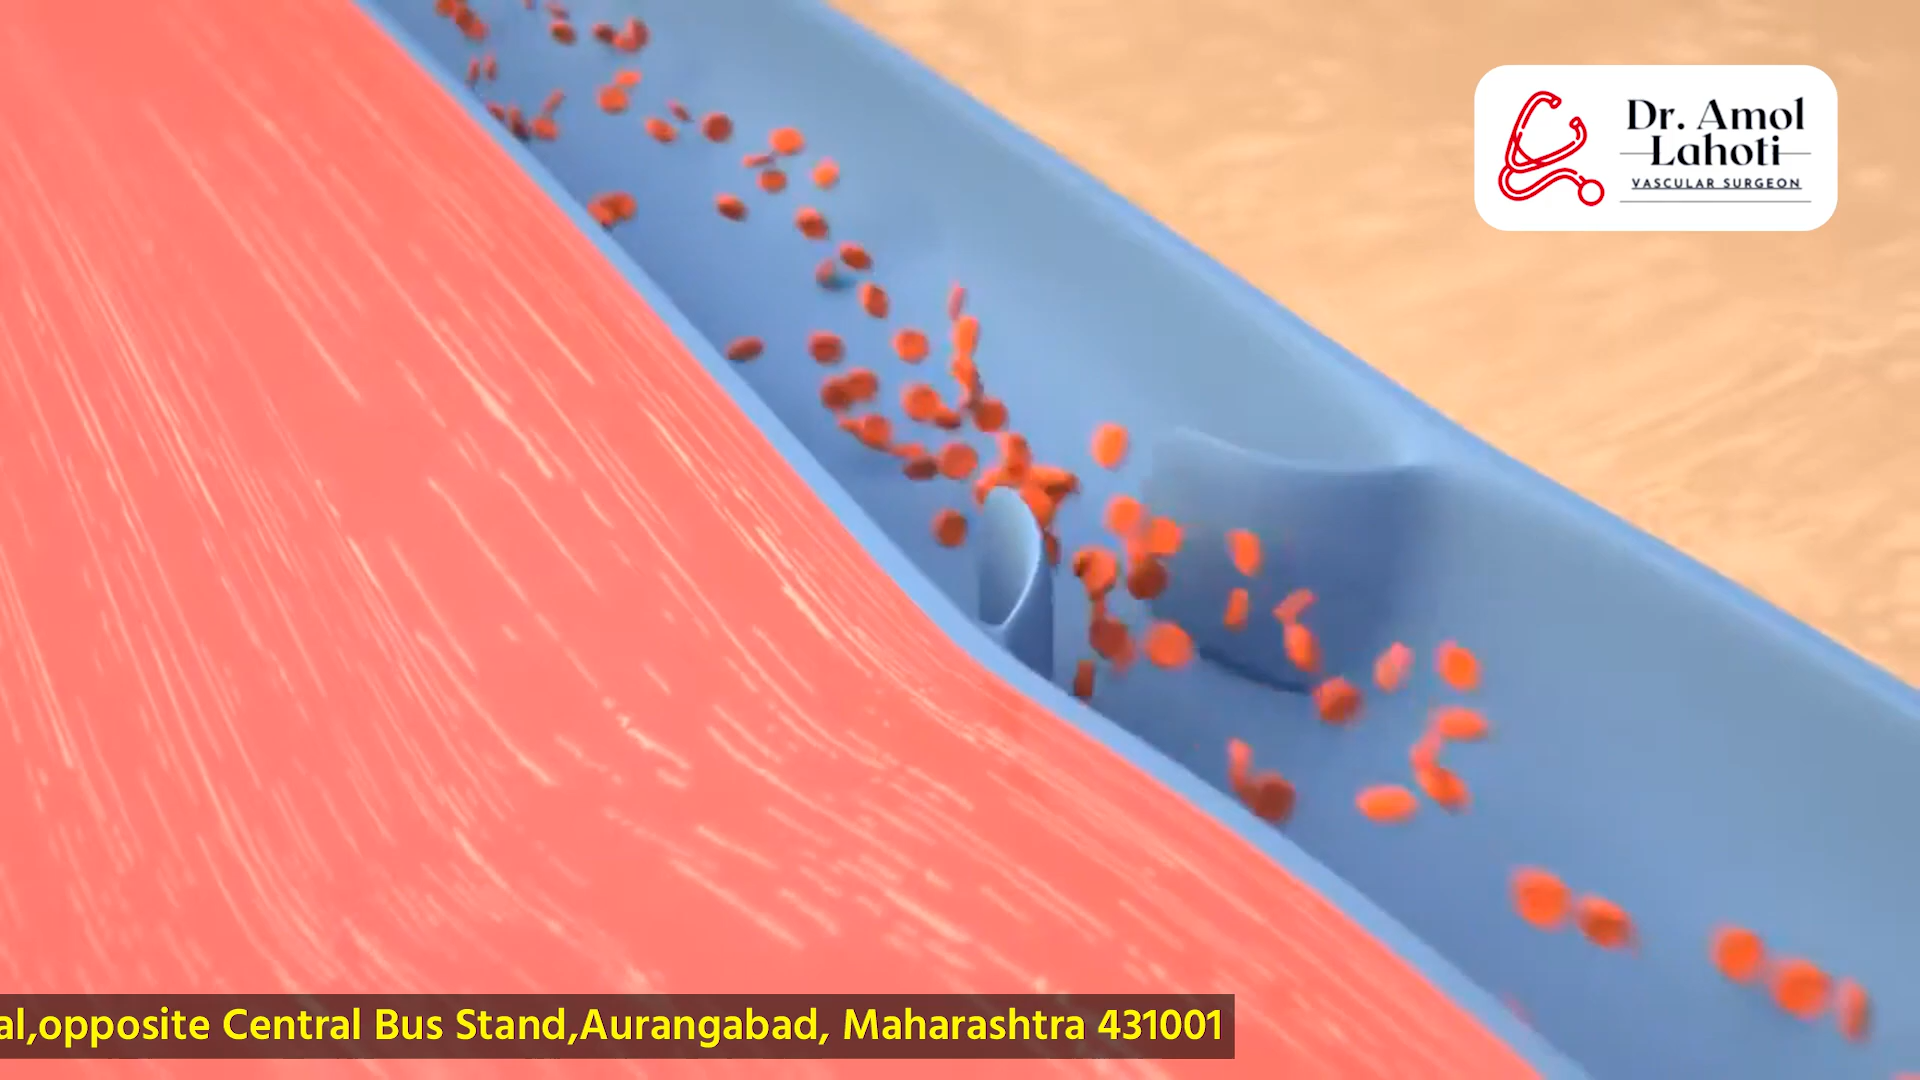 Dr. Amol
Lahoti
VASCULAR SURGEON
al,opposite Central Bus Stand,Aurangabad, Maharashtra 431001